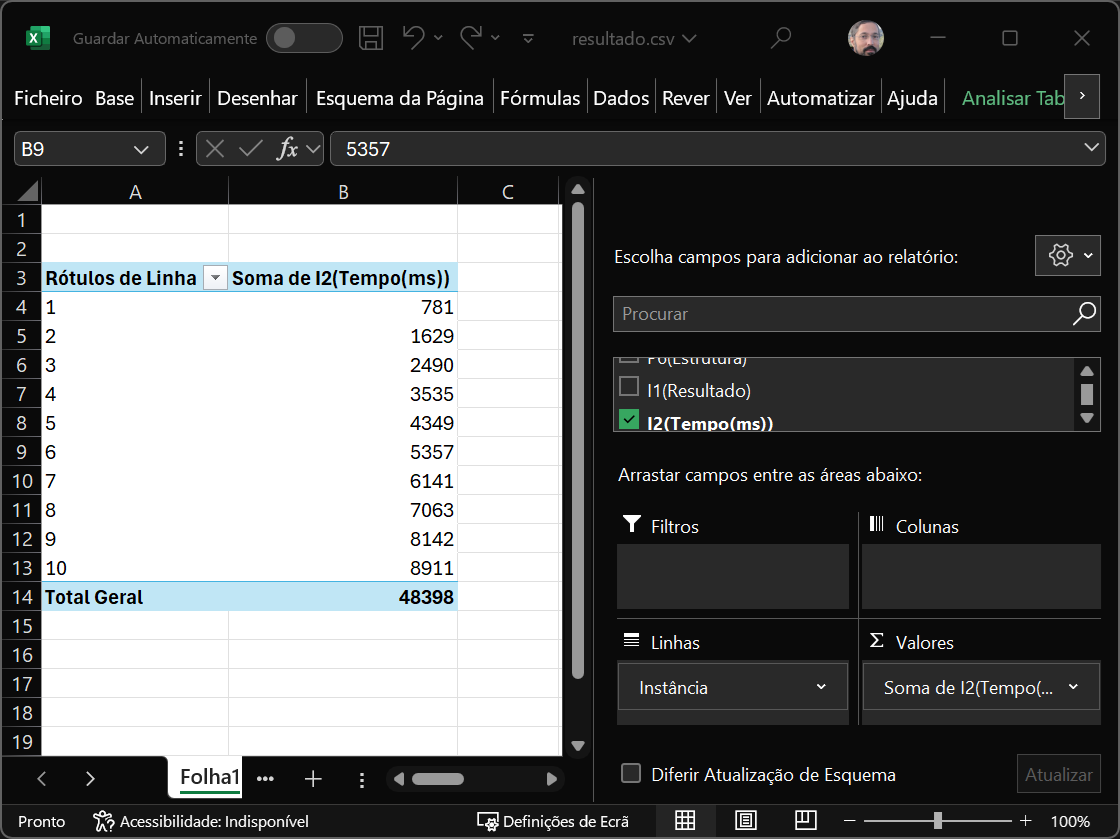 Guardar Automaticamente resultado.csv
Ficheiro Base Inserir Desenhar Esquema da Página Fórmulas Dados Rever Ver Automatizar Ajuda Analisar Tab
B9 fx 5357
A B C
1
2
3 Rótulos de Linha Soma de I2(Tempo(ms))
4 1 781
5 2 1629
6 3 2490
7 4 3535
8 5 4349
9 6 5357
10 7 6141
11 8 7063
12 9 8142
13 10 8911
14 Total Geral 48398
15
16
17
18
19
Escolha campos para adicionar ao relatório:
Procurar
P6(Estrutura)
I1(Resultado)
I2(Tempo(ms))
Arrastar campos entre as áreas abaixo:
Filtros
Colunas
Linhas
Σ Valores
Instância
Soma de I2(Tempo(...
Folha1 ...
Diferir Atualização de Esquema
Atualizar
Pronto Acessibilidade: Indisponível Definições de Ecrã 100%